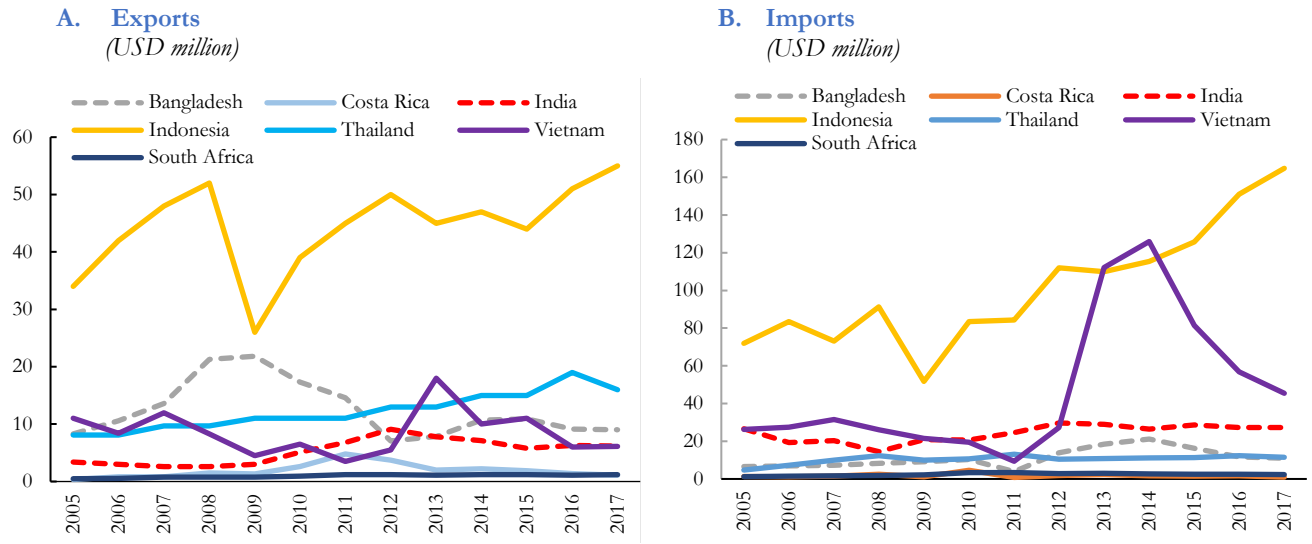 A. Exports
(USD million)
Bangladesh Costa Rica India
Indonesia Thailand Vietnam
South Africa
60
50
40
30
20
10
0
2005 2006 2007 2008 2009 2010 2011 2012 2013 2014 2015 2016 2017
B. Imports
(USD million)
Bangladesh Costa Rica India
Indonesia Thailand Vietnam
South Africa
180
160
140
120
100
80
60
40
20
0
2005 2006 2007 2008 2009 2010 2011 2012 2013 2014 2015 2016 2017